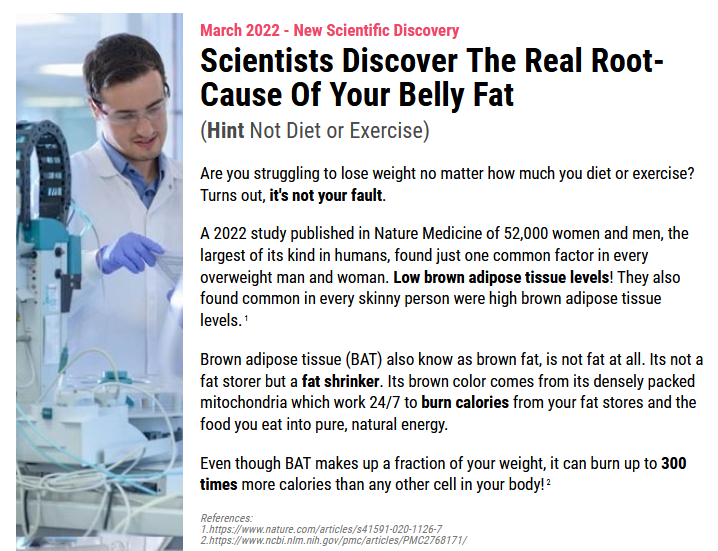 March 2022 - New Scientific Discovery
Scientists Discover The Real Root-
Cause Of Your Belly Fat
(Hint Not Diet or Exercise)
Are you struggling to lose weight no matter how much you diet or exercise?
Turns out, it's not your fault.
A 2022 study published in Nature Medicine of 52,000 women and men, the
largest of its kind in humans, found just one common factor in every
overweight man and woman. Low brown adipose tissue levels! They also
found common in every skinny person were high brown adipose tissue
levels. 1
Brown adipose tissue (BAT) also know as brown fat, is not fat at all. Its not a
fat storer but a fat shrinker. Its brown color comes from its densely packed
mitochondria which work 24/7 to burn calories from your fat stores and the
food you eat into pure, natural energy.
Even though BAT makes up a fraction of your weight, it can burn up to 300
times more calories than any other cell in your body! 2
References:
1.https://www.nature.com/articles/s41591-020-1126-7
2.https://www.ncbi.nlm.nih.gov/pmc/articles/PMC2768171/